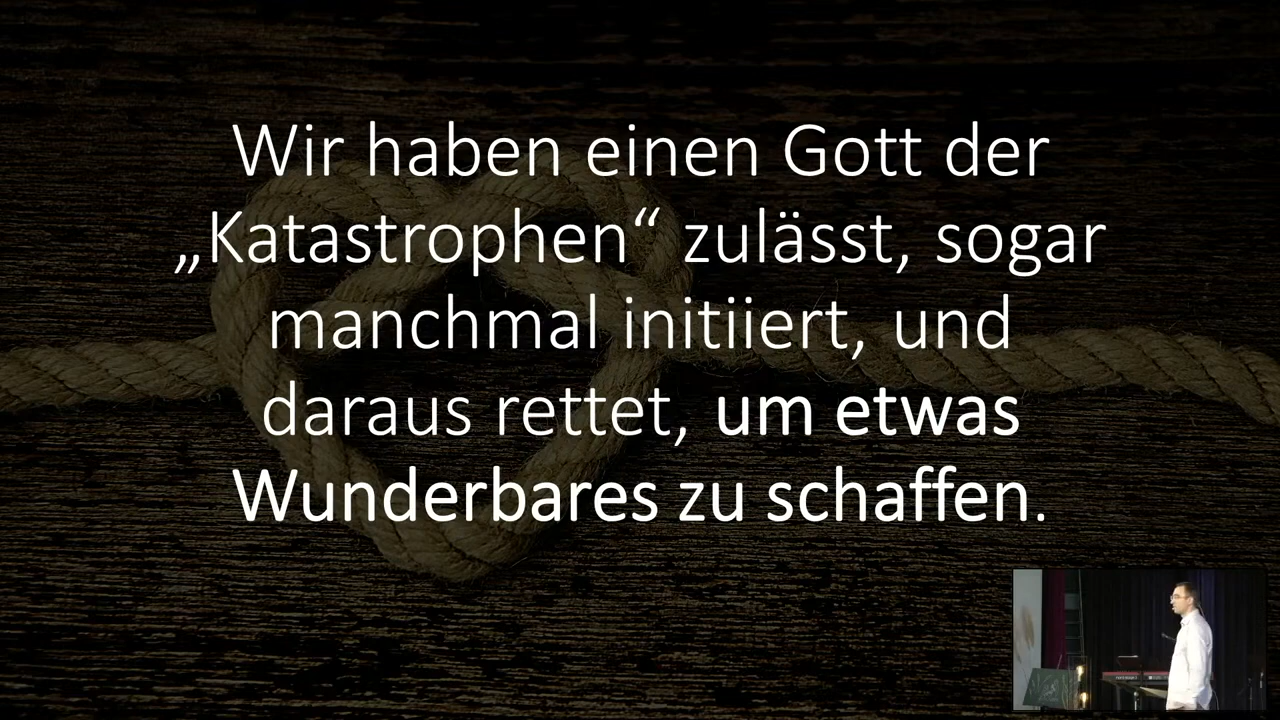 Wir haben einen Gott der
„Katastrophen“ zulässt, sogar
manchmal initiiert, und
daraus rettet, um etwas
Wunderbares zu schaffen.